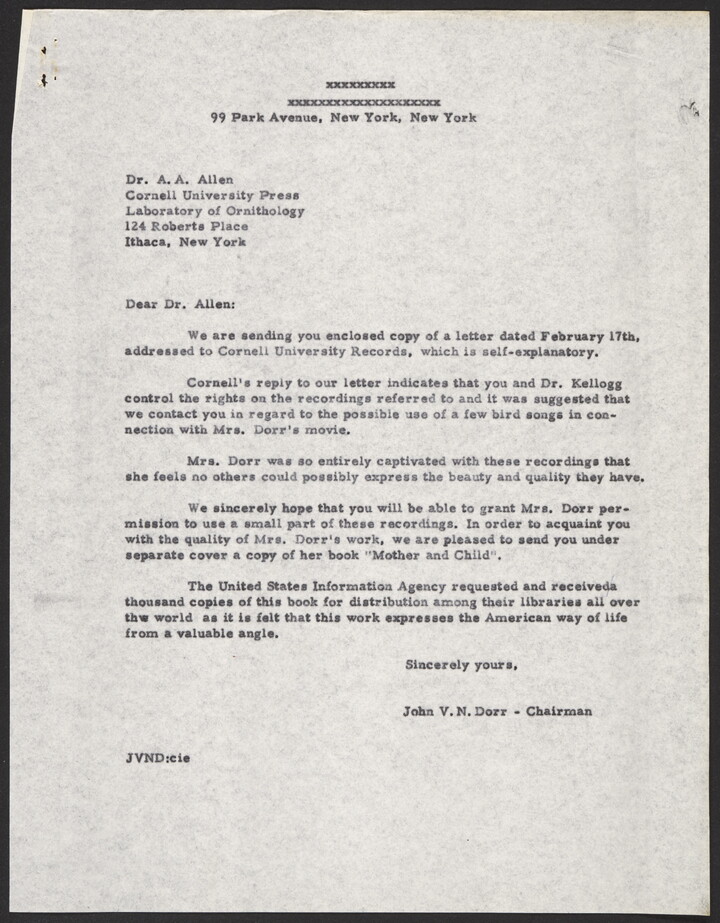 xxxxxxxxx
xxxxxxxxxxxxxxxxxxxx
99 Park Avenue, New York, New York
Dr. A. A. Allen
Cornell University Press
Laboratory of Ornithology
124 Roberts Place
Ithaca, New York
Dear Dr. Allen:
We are sending you enclosed copy of a letter dated February 17th,
addressed to Cornell University Records, which is self-explanatory.
Cornell's reply to our letter indicates that you and Dr. Kellogg
control the rights on the recordings referred to and it was suggested that
we contact you in regard to the possible use of a few bird songs in con-
nection with Mrs. Dorr's movie.
Mrs. Dorr was so entirely captivated with these recordings that
she feels no others could possibly express the beauty and quality they have.
We sincerely hope that you will be able to grant Mrs. Dorr per-
mission to use a small part of these recordings. In order to acquaint you
with the quality of Mrs. Dorr's work, we are pleased to send you under
separate cover a copy of her book "Mother and Child".
The United States Information Agency requested and receiveda
thousand copies of this book for distribution among their libraries all over
thw world as it is felt that this work expresses the American way of life
from a valuable angle.
Sincerely yours,
John V. N. Dorr - Chairman
JVND:cie